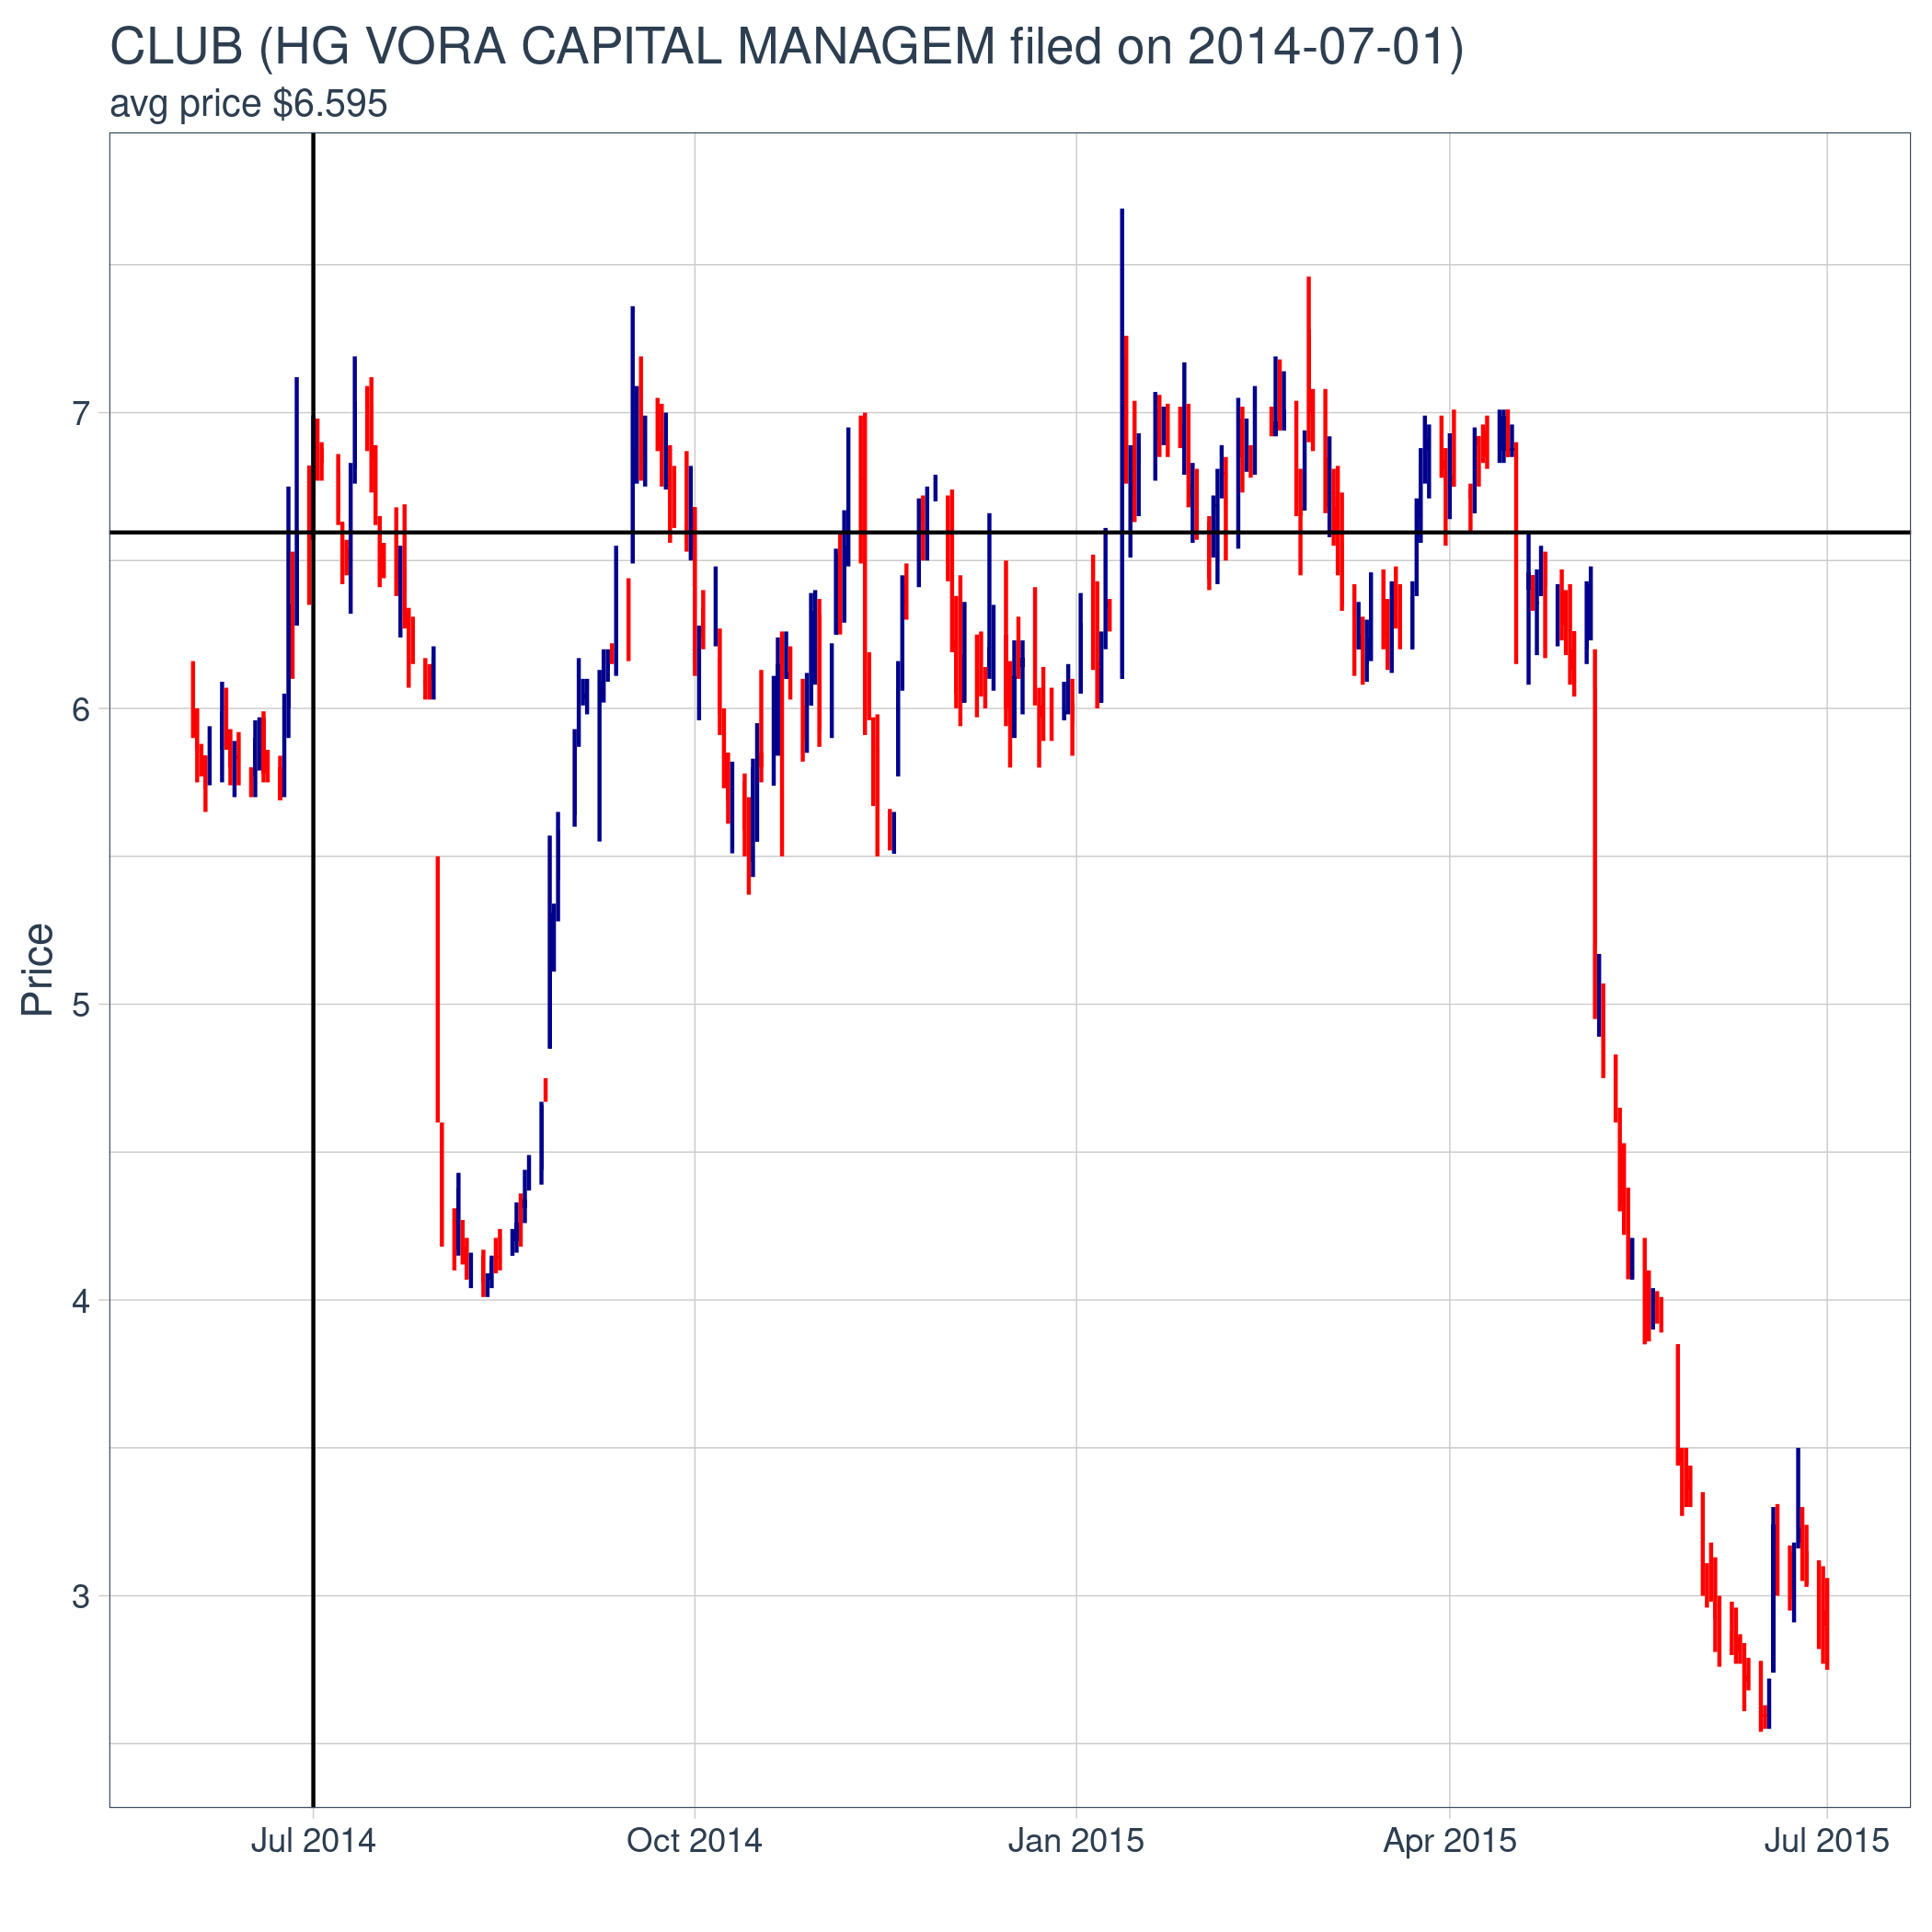 CLUB (HG VORA CAPITAL MANAGEM filed on 2014-07-01)
avg price $6.595
Price
7
6
5
4
3
Jul 2014
Oct 2014
Jan 2015
Apr 2015
Jul 2015